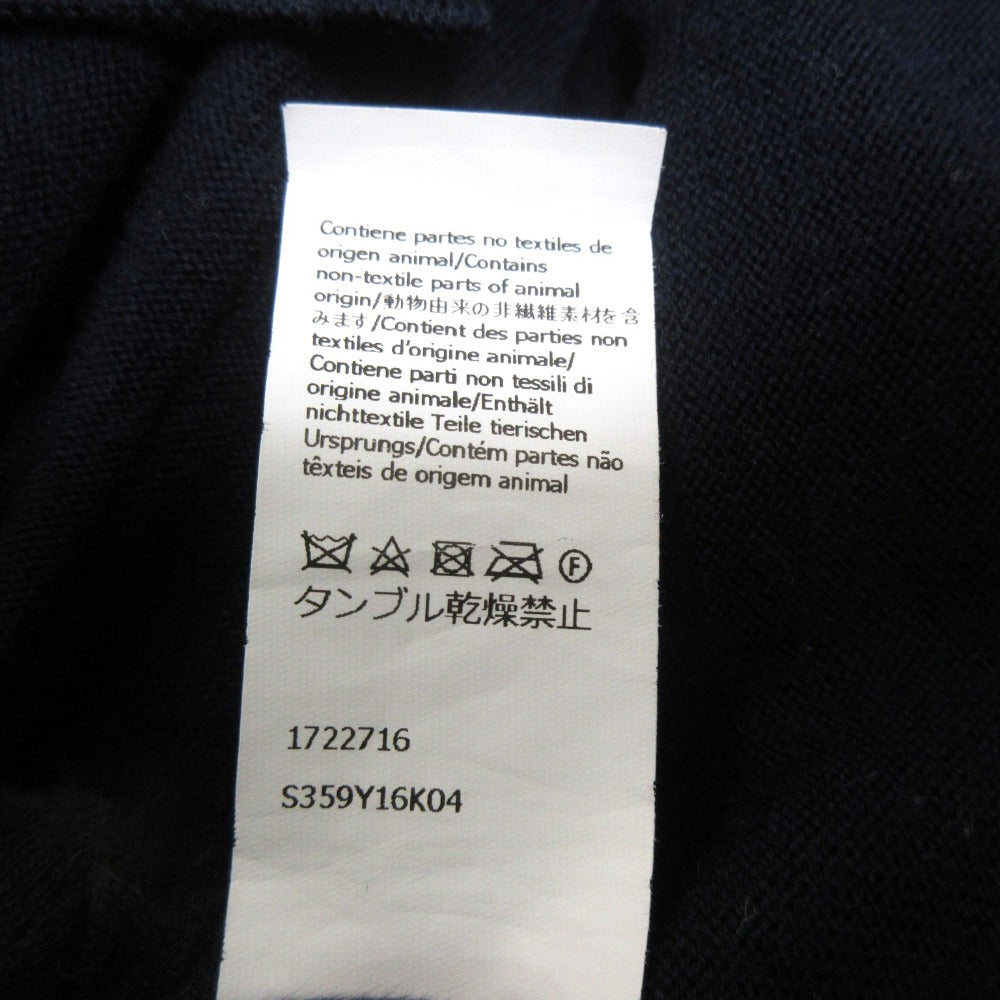 Contiene partes no textiles de
origen animal/Contains
non-textile parts of animal
origin/動物由来の非繊維素材を含
みます/Contient des parties non
textiles d'origine animale/
Contiene parti non tessili di
origine animale/Enthält
nichttextile Teile tierischen
Ursprungs/Contém partes não
têxteis de origem animal
F
タンブル乾燥禁止
1722716
S359Y16K04